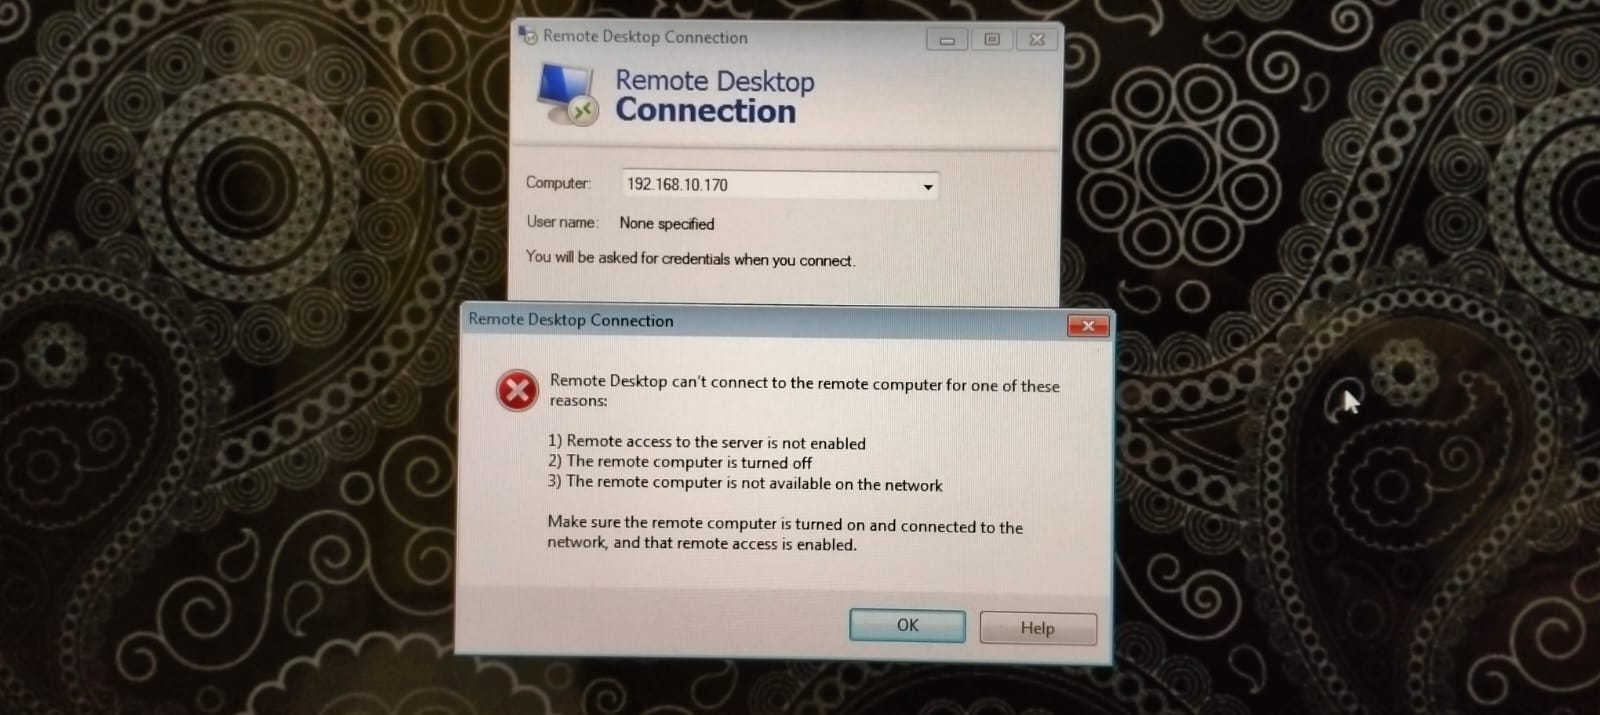 Remote Desktop Connection
Remote Desktop
Connection
Computer: 192.168.10.170
User name: None specified
You will be asked for credentials when you connect.
Remote Desktop Connection
Remote Desktop can't connect to the remote computer for one of these
reasons:
1) Remote access to the server is not enabled
2) The remote computer is turned off
3) The remote computer is not available on the network
Make sure the remote computer is turned on and connected to the
network, and that remote access is enabled.
OK Help